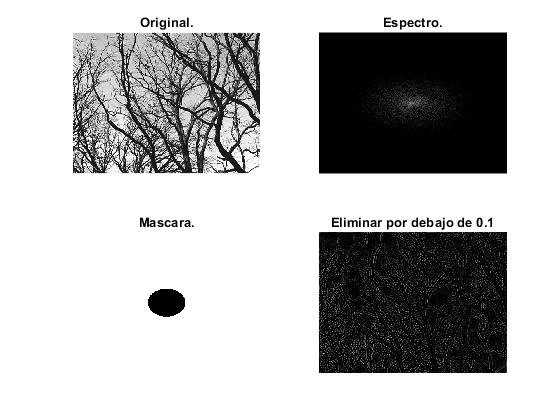 Original.
Espectro.
Mascara.
Eliminar por debajo de 0.1